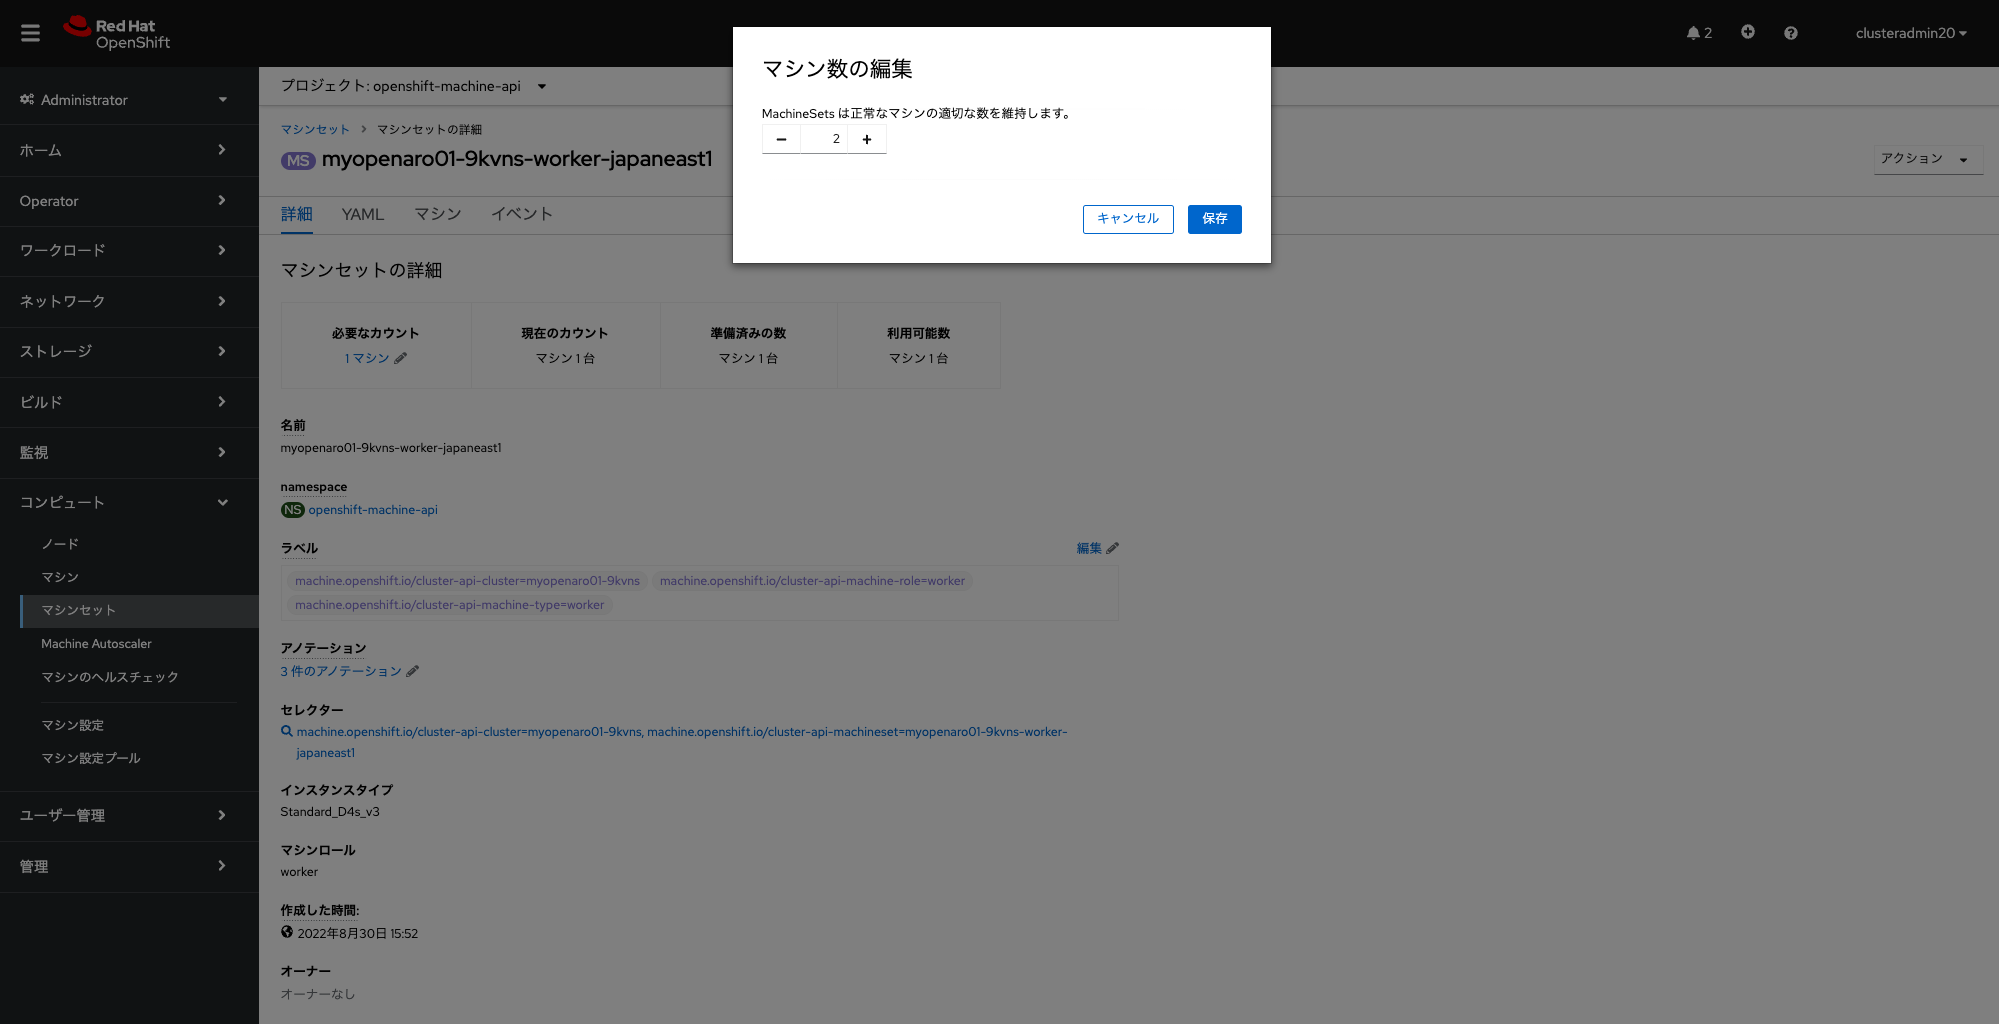 Red Hat
OpenShift
2
clusteradmin20
マシン数の編集
MachineSets は正常なマシンの適切な数を維持します。
2
キャンセル
保存
Administrator
ホーム
Operator
ワークロード
ネットワーク
ストレージ
ビルド
監視
コンピュート
ノード
マシン
マシンセット
Machine Autoscaler
マシンのヘルスチェック
マシン設定
マシン設定プール
ユーザー管理
管理
プロジェクト: openshift-machine-api
マシンセット マシンセットの詳細
MS myopenaro01-9kvns-worker-japaneast1
アクション
詳細 YAML マシン イベント
マシンセットの詳細
必要なカウント 現在のカウント 準備済みの数 利用可能数
1 マシン マシン 1 台 マシン 1 台 マシン 1 台
名前
myopenaro01-9kvns-worker-japaneast1
namespace
NS openshift-machine-api
ラベル 編集
machine.openshift.io/cluster-api-cluster=myopenaro01-9kvns machine.openshift.io/cluster-api-machine-role=worker
machine.openshift.io/cluster-api-machine-type=worker
アノテーション
3 件のアノテーション
セレクター
machine.openshift.io/cluster-api-cluster=myopenaro01-9kvns, machine.openshift.io/cluster-api-machineset=myopenaro01-9kvns-worker-
japaneast1
インスタンスタイプ
Standard_D4s_v3
マシンロール
worker
作成した時間:
2022年8月30日 15:52
オーナー
オーナーなし